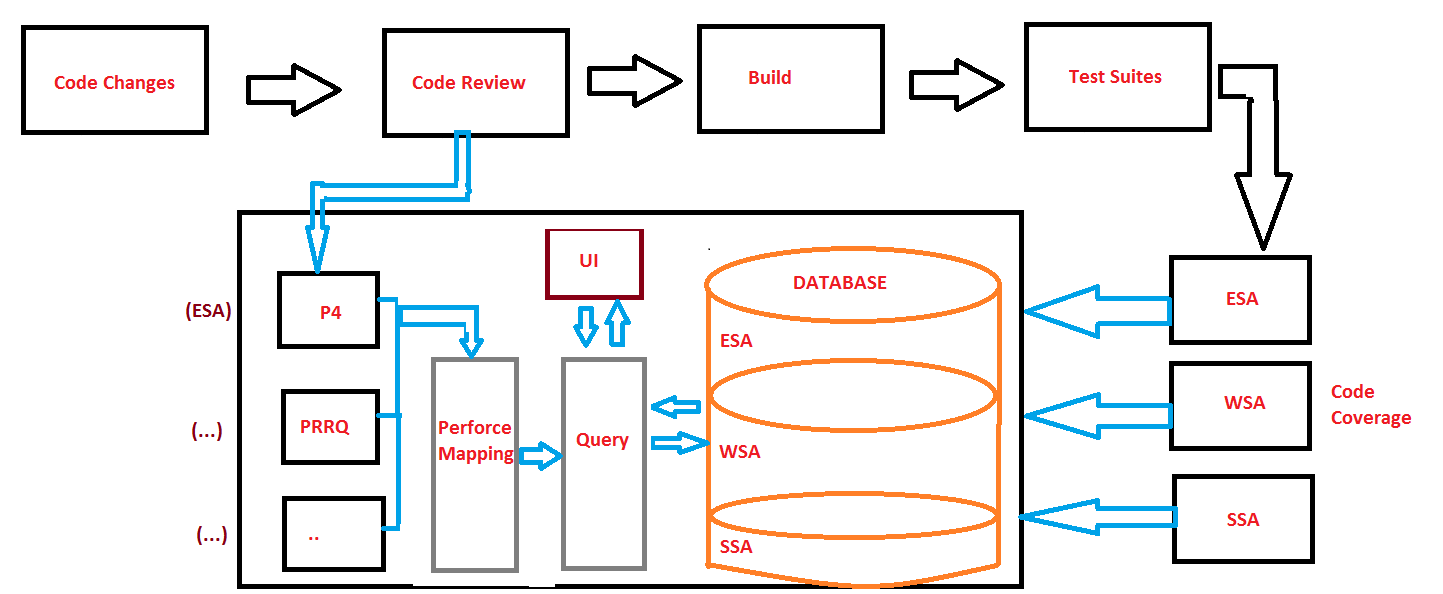 Code Changes
Code Review
Build
Test Suites
UI
DATABASE
(ESA)
P4
ESA
ESA
(...)
PRRQ
Perforce
Mapping
Query
WSA
WSA
Code
Coverage
(...)
..
SSA
SSA